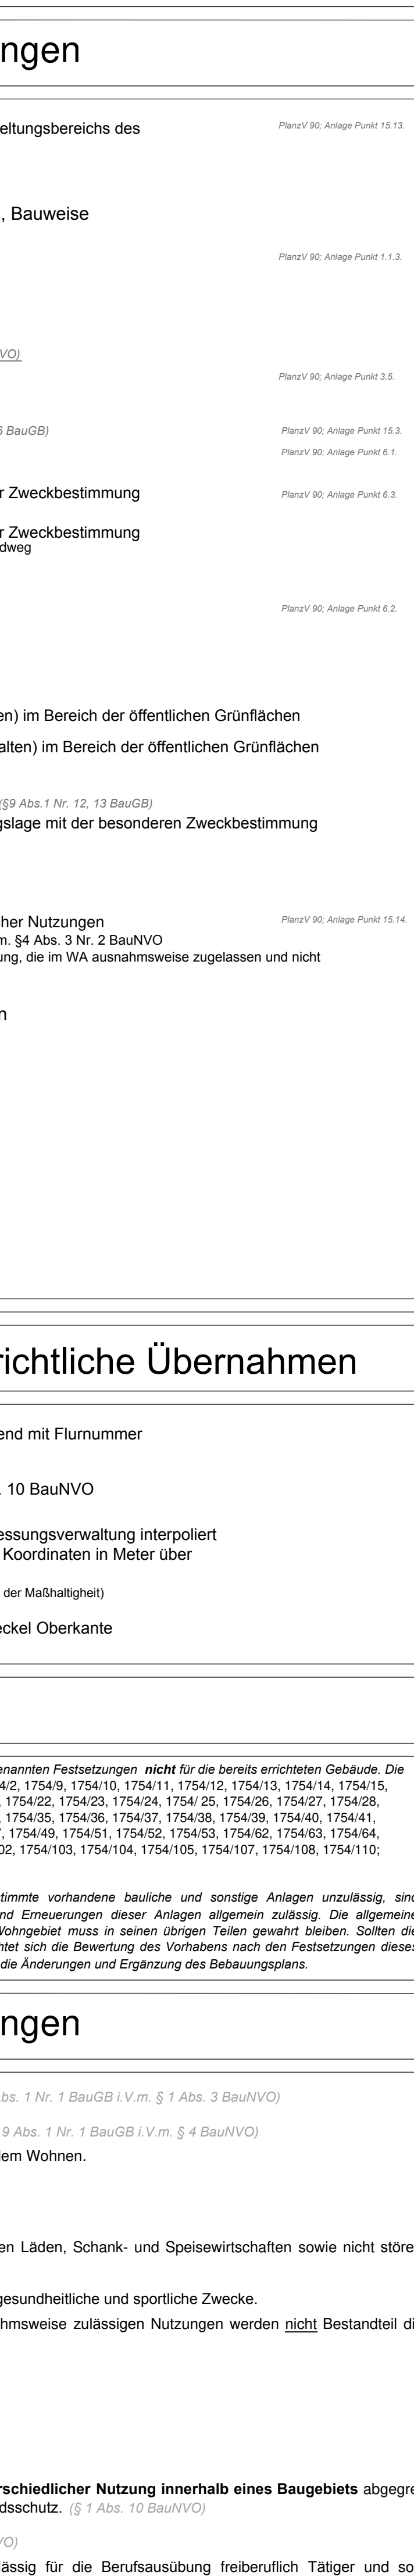 ngen
eltungsbereichs des PlanzV 90; Anlage Punkt 15.13.
, Bauweise
PlanzV 90; Anlage Punkt 1.1.3.
VO)
PlanzV 90; Anlage Punkt 3.5.
6 BauGB) PlanzV 90; Anlage Punkt 15.3.
PlanzV 90; Anlage Punkt 6.1.
r Zweckbestimmung PlanzV 90; Anlage Punkt 6.3.
r Zweckbestimmung
dweg
PlanzV 90; Anlage Punkt 6.2.
en) im Bereich der öffentlichen Grünflächen
alten) im Bereich der öffentlichen Grünflächen
(§9 Abs.1 Nr. 12, 13 BauGB)
gslage mit der besonderen Zweckbestimmung
her Nutzungen PlanzV 90; Anlage Punkt 15.14.
m. §4 Abs. 3 Nr. 2 BauNVO
ung, die im WA ausnahmsweise zugelassen und nicht
n
richtliche Übernahmen
end mit Flurnummer
. 10 BauNVO
essungsverwaltung interpoliert
Koordinaten in Meter über
der Maßhaltigkeit)
eckel Oberkante
enannten Festsetzungen nicht für die bereits errichteten Gebäude. Die
4/2, 1754/9, 1754/10, 1754/11, 1754/12, 1754/13, 1754/14, 1754/15,
, 1754/22, 1754/23, 1754/24, 1754/ 25, 1754/26, 1754/27, 1754/28,
, 1754/35, 1754/36, 1754/37, 1754/38, 1754/39, 1754/40, 1754/41,
7, 1754/49, 1754/51, 1754/52, 1754/53, 1754/62, 1754/63, 1754/64,
02, 1754/103, 1754/104, 1754/105, 1754/107, 1754/108, 1754/110;
stimmte vorhandene bauliche und sonstige Anlagen unzulässig, sind
nd Erneuerungen dieser Anlagen allgemein zulässig. Die allgemeine
Wohngebiet muss in seinen übrigen Teilen gewahrt bleiben. Sollten die
htet sich die Bewertung des Vorhabens nach den Festsetzungen dieses
die Änderungen und Ergänzung des Bebauungsplans.
ngen
bs. 1 Nr. 1 BauGB i.V.m. § 1 Abs. 3 BauNVO)
9 Abs. 1 Nr. 1 BauGB i.V.m. § 4 BauNVO)
dem Wohnen.
en Läden, Schank- und Speisewirtschaften sowie nicht störe
gesundheitliche und sportliche Zwecke.
hmsweise zulässigen Nutzungen werden nicht Bestandteil di
rschiedlicher Nutzung innerhalb eines Baugebiets abgegre
dsschutz. (§ 1 Abs. 10 BauNVO)
VO)
ässig für die Berufsausübung freiberuflich Tätiger und so